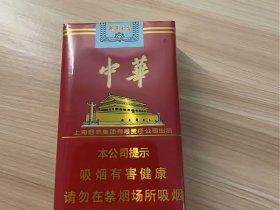 中華
上海烟草集团有限责任公司出品
本公司提示
吸烟有害健康
请勿在禁烟场所吸烟